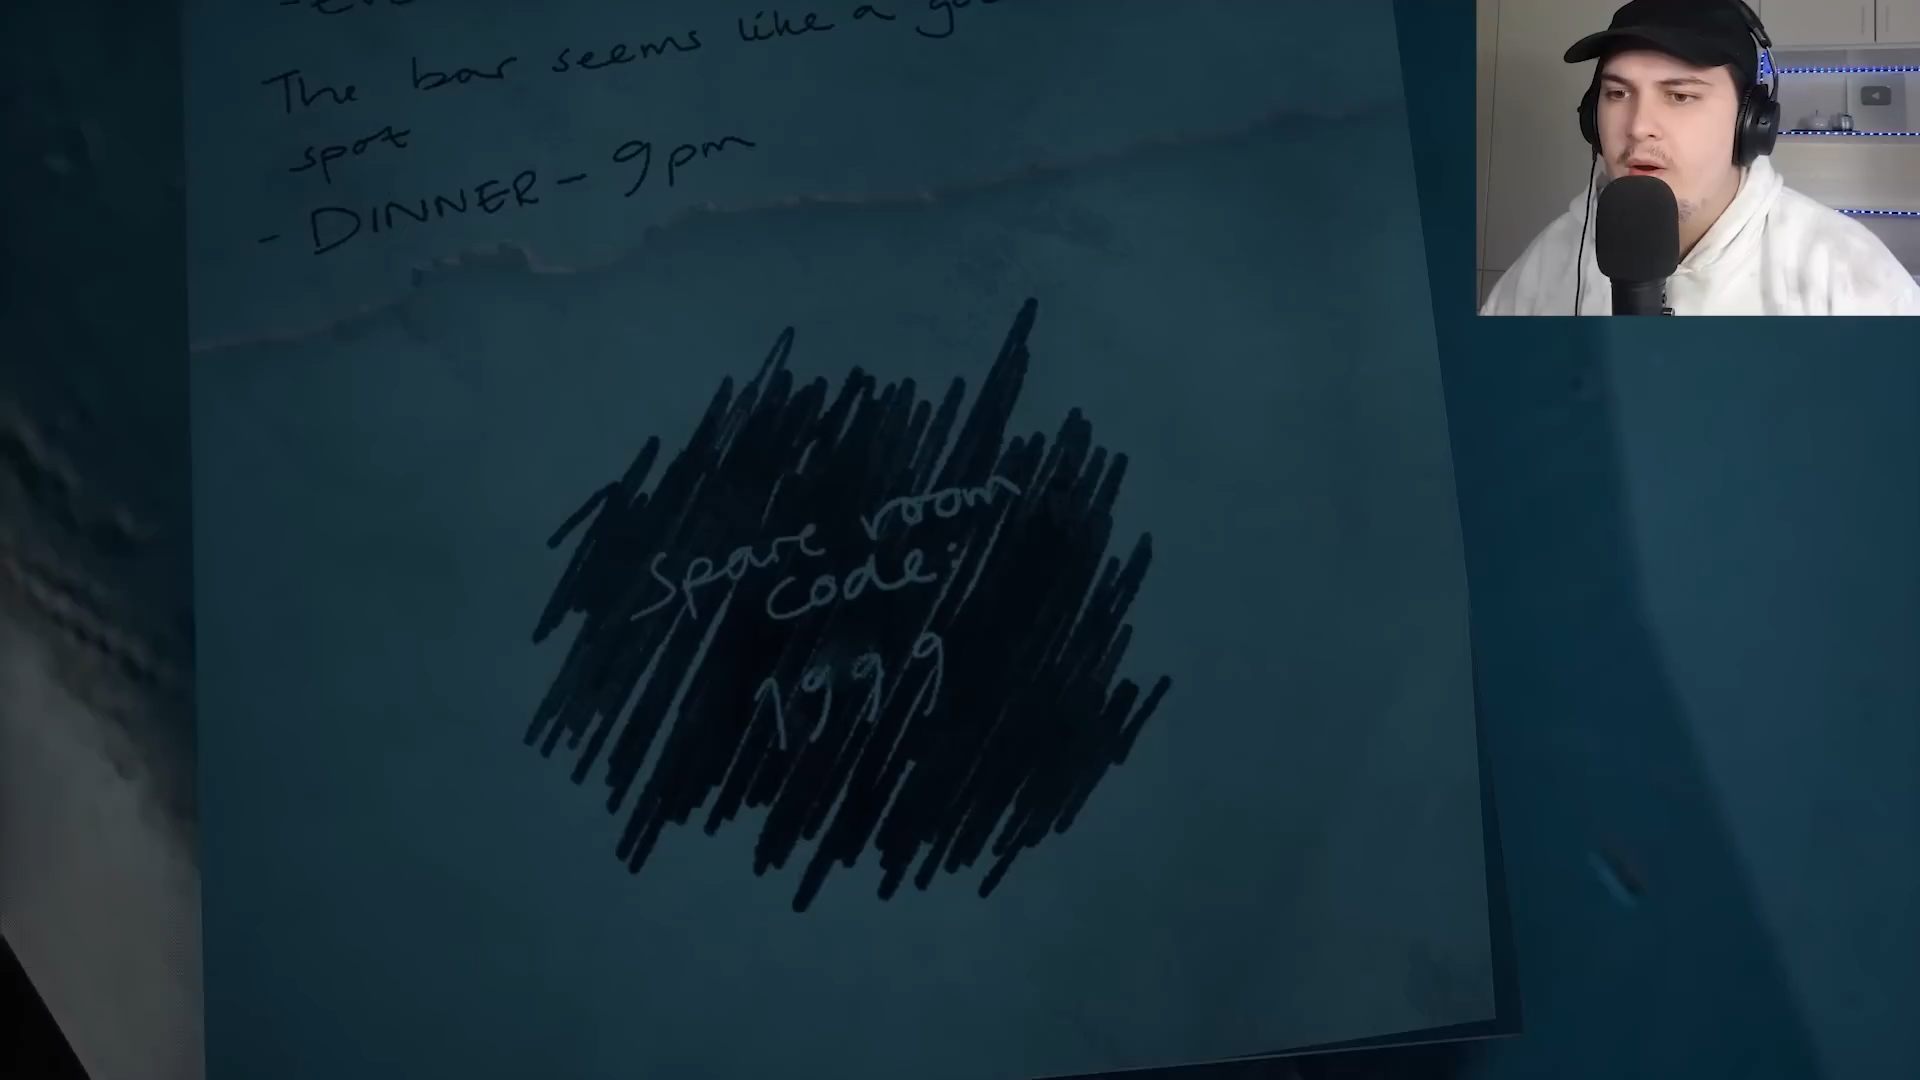 The bar seems like a
spot
- DINNER - 9pm
Spare room
code:
1999